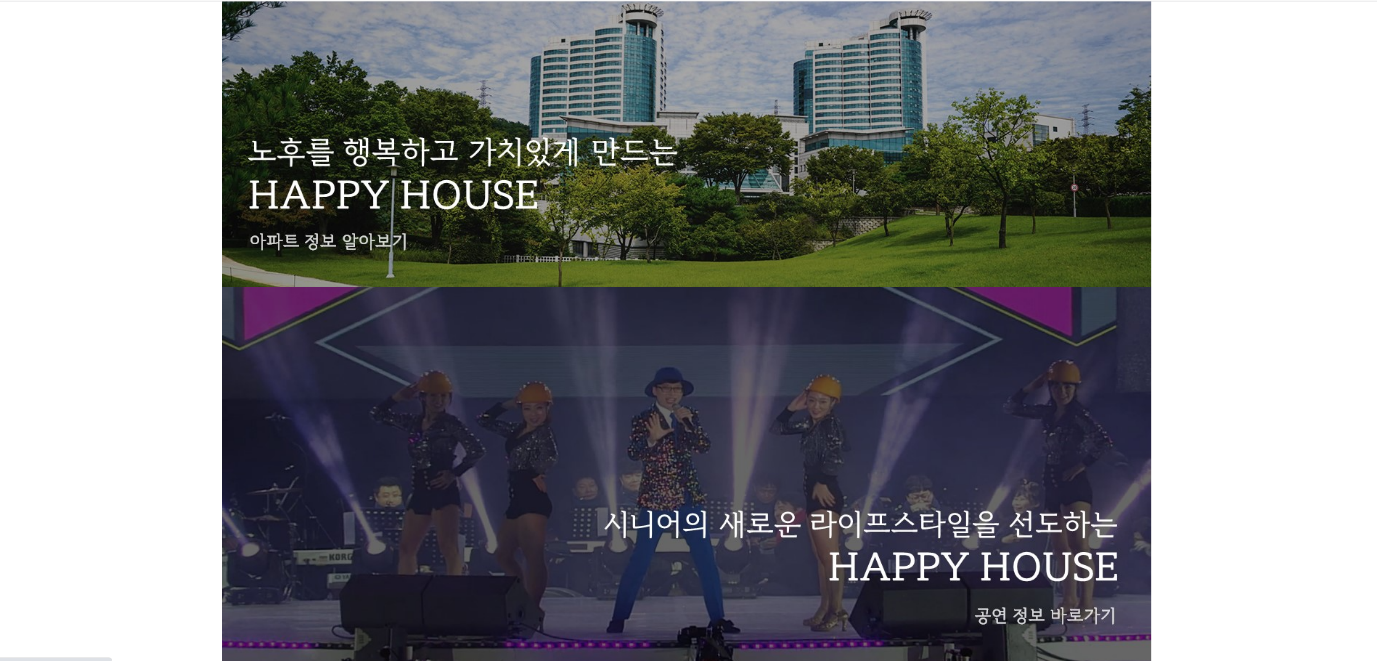 노후를 행복하고 가치있게 만드는
HAPPY HOUSE
아파트 정보 알아보기
시니어의 새로운 라이프스타일을 선도하는
KORG
HAPPY HOUSE
공연 정보 바로가기